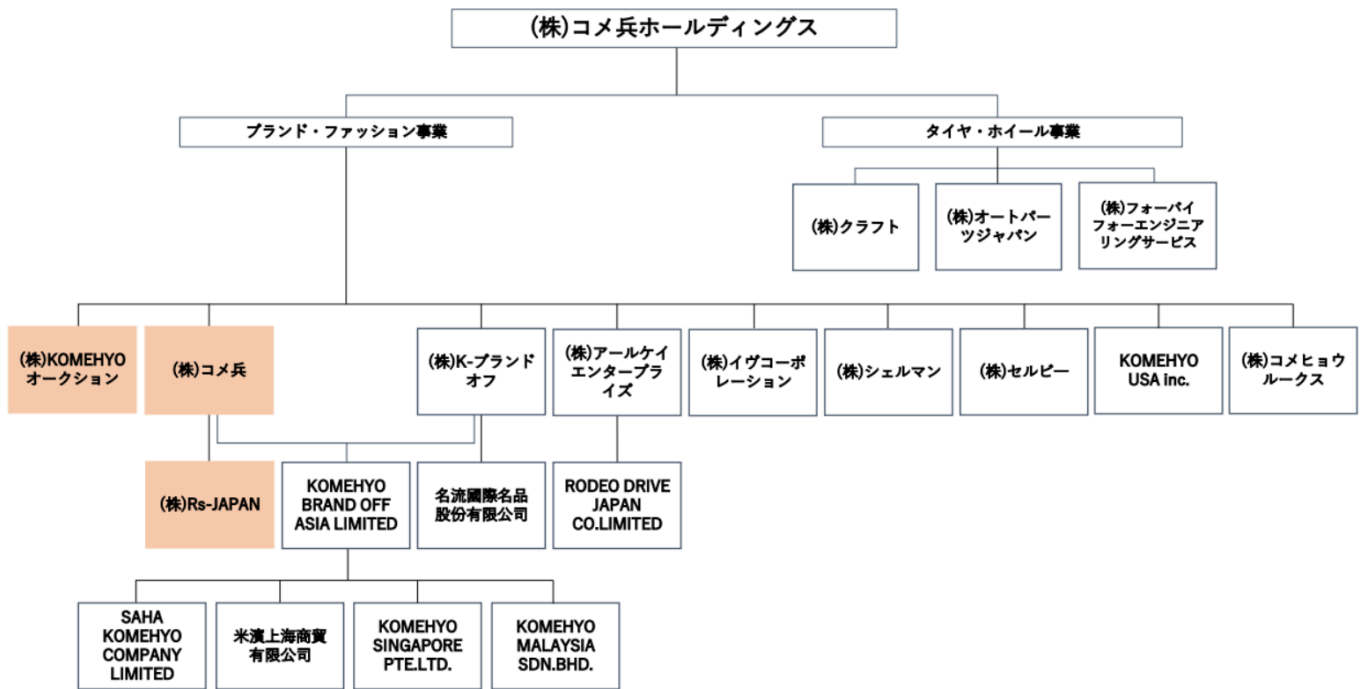 (株)コメ兵ホールディングス
ブランド・ファッション事業
タイヤ・ホイール事業
(株)クラフト
(株)オートパー
ツジャパン
(株)フォーバイ
フォーエンジニア
リングサービス
(株)KOMEHYO
オークション
(株)コメ兵
(株)K-ブランド
オフ
(株)アールケイ
エンタープライ
ズ
(株)イヴコーポ
レーション
(株)シェルマン
(株)セルビー
KOMEHYO
USA inc.
(株)コメヒョウ
ルークス
(株)Rs-JAPAN
KOMEHYO
BRAND OFF
ASIA LIMITED
名流國際名品
股份有限公司
RODEO DRIVE
JAPAN
CO.LIMITED
SAHA
KOMEHYO
COMPANY
LIMITED
米濱上海商貿
有限公司
KOMEHYO
SINGAPORE
PTE.LTD.
KOMEHYO
MALAYSIA
SDN.BHD.